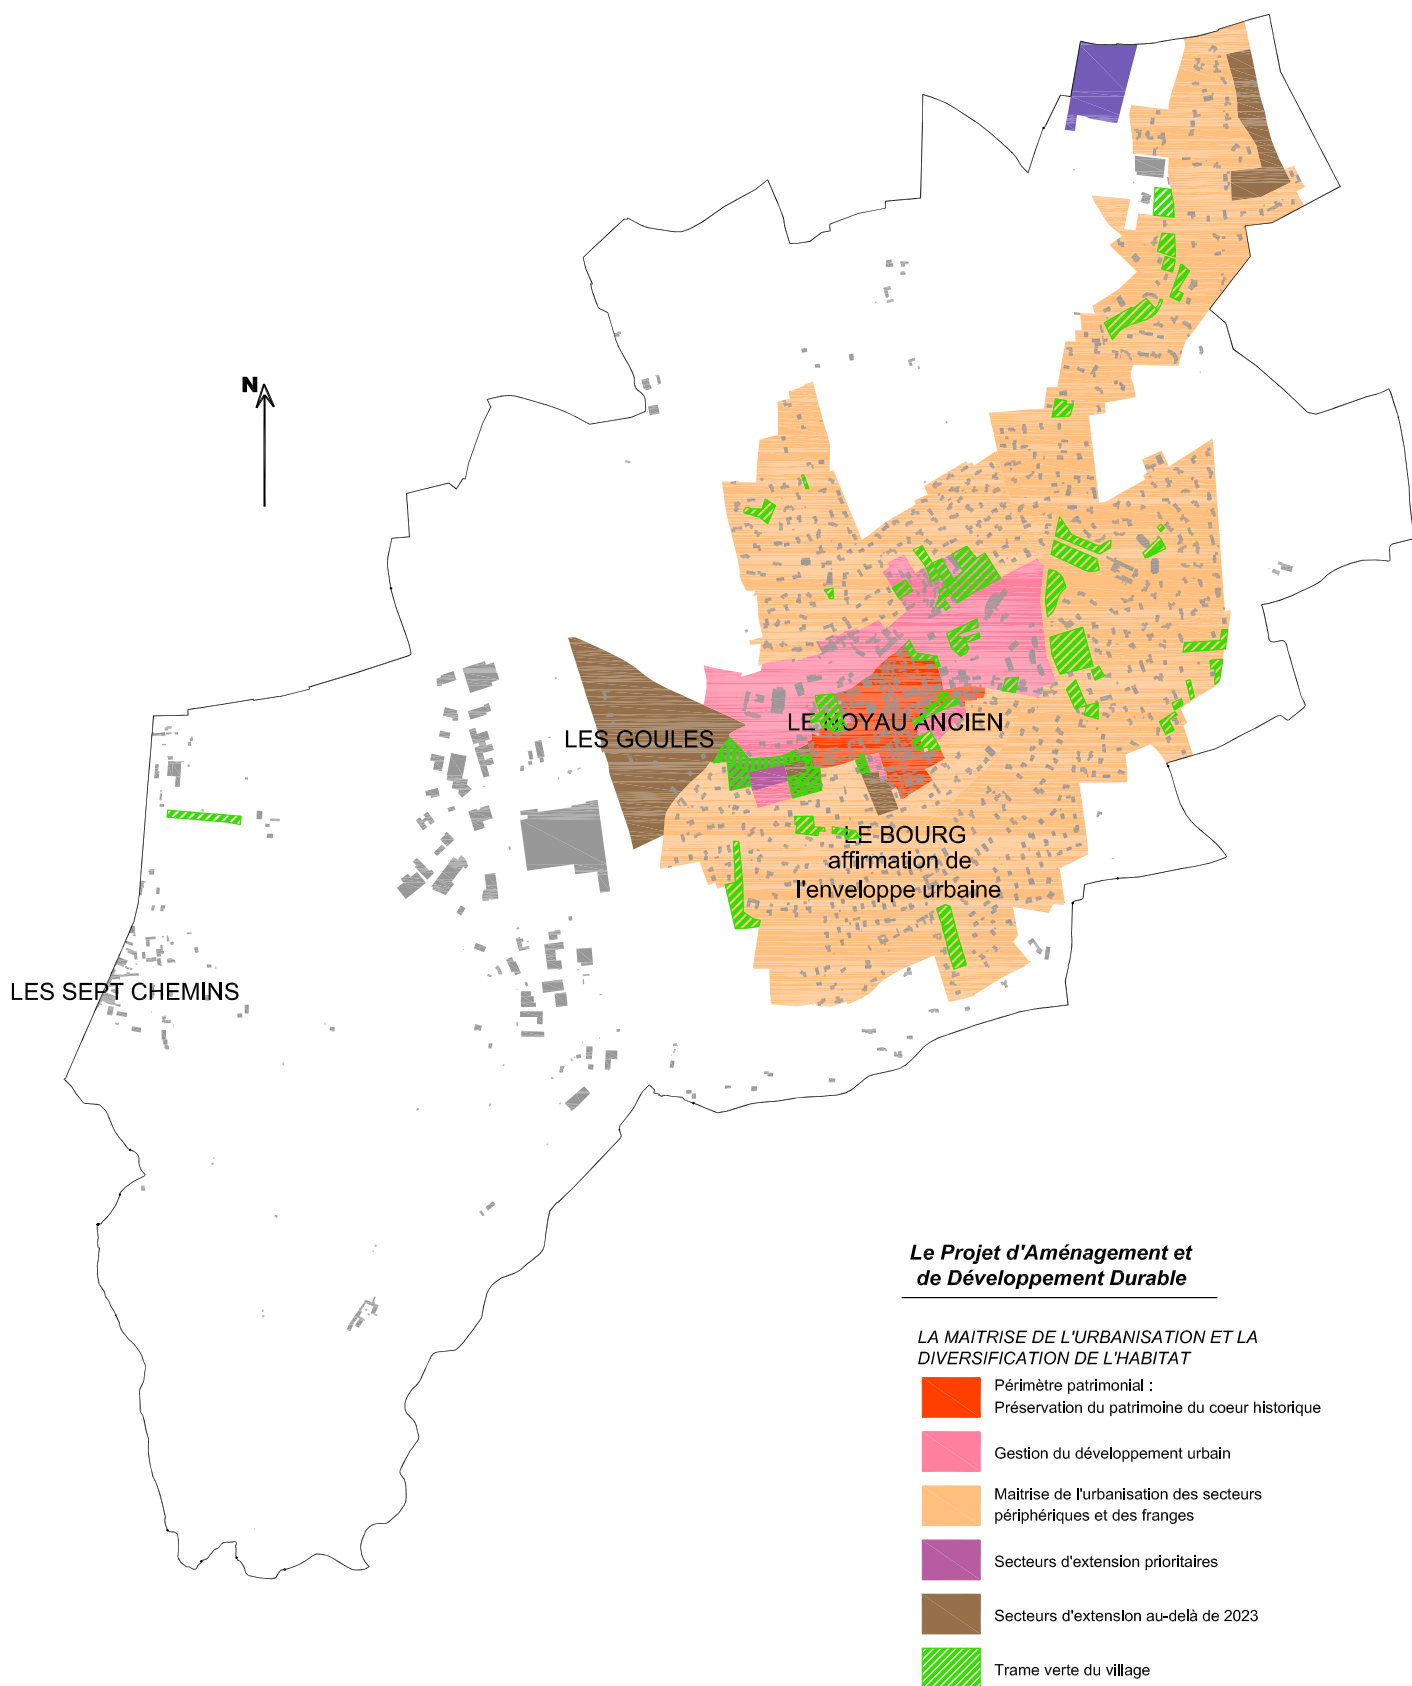 N
LES GOULES
LE NOYAU ANCIEN
LE BOURG
affirmation de
l'enveloppe urbaine
LES SEPT CHEMINS
Le Projet d'Aménagement et
de Développement Durable
LA MAITRISE DE L'URBANISATION ET LA
DIVERSIFICATION DE L'HABITAT
Périmètre patrimonial :
Préservation du patrimoine du coeur historique
Gestion du développement urbain
Maitrise de l'urbanisation des secteurs
périphériques et des franges
Secteurs d'extension prioritaires
Secteurs d'extension au-delà de 2023
Trame verte du village